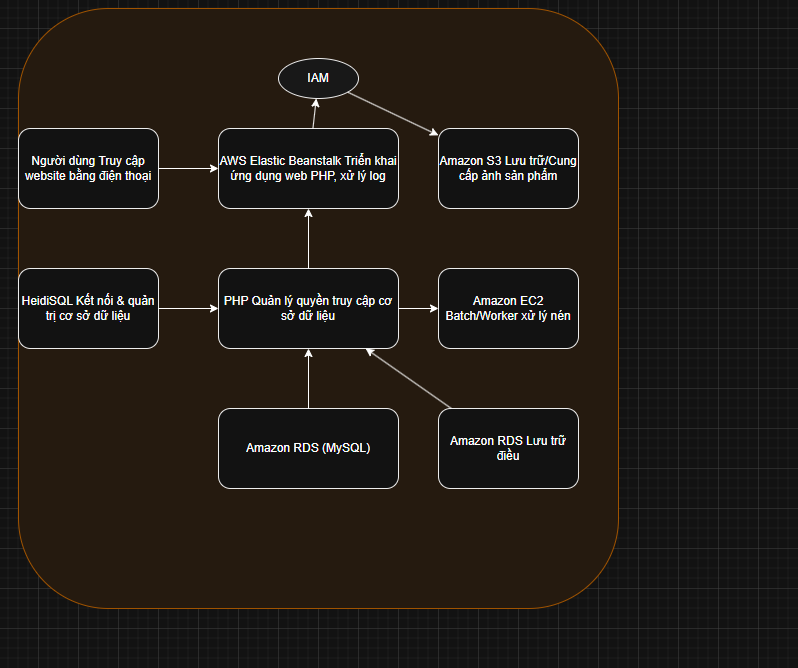 IAM
Người dùng Truy cập
website bằng điện thoại
AWS Elastic Beanstalk Triển khai
ứng dụng web PHP, xử lý log
Amazon S3 Lưu trữ/Cung
cấp ảnh sản phẩm
HeidiSQL Kết nối & quản
trị cơ sở dữ liệu
PHP Quản lý quyền truy cập cơ
sở dữ liệu
Amazon EC2
Batch/Worker xử lý nén
Amazon RDS (MySQL)
Amazon RDS Lưu trữ
điều